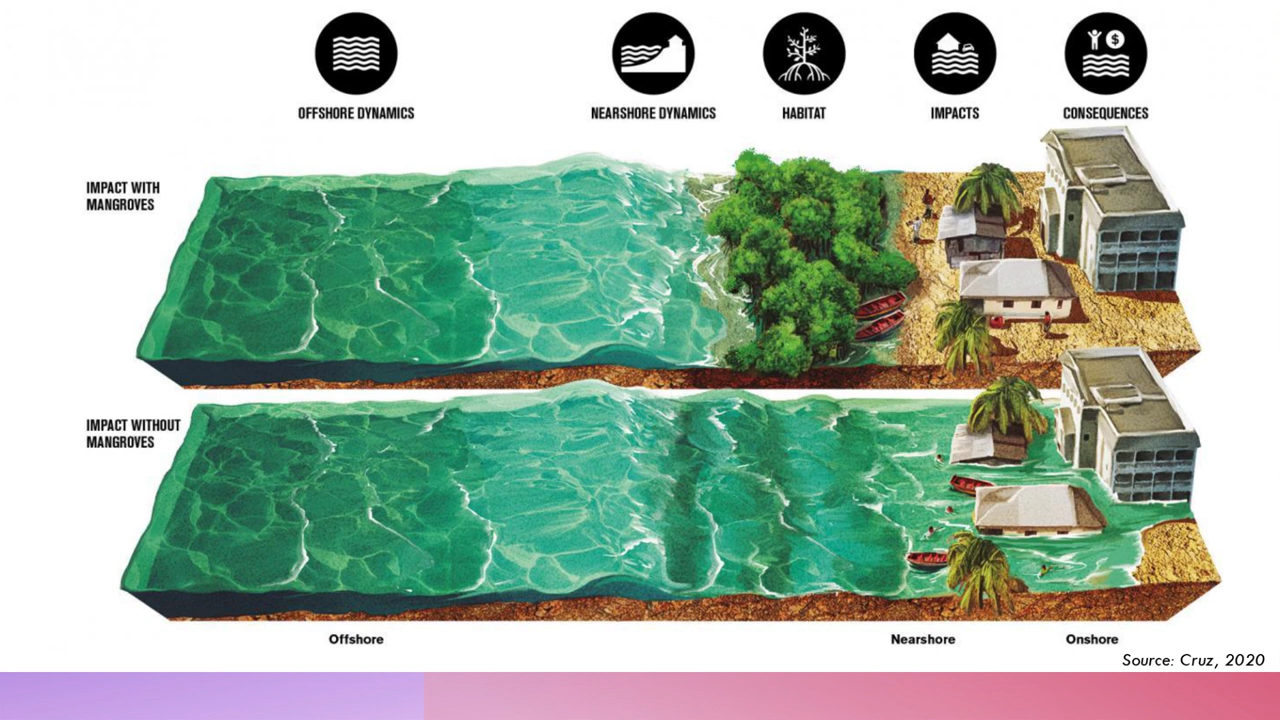 OFFSHORE DYNAMICS
NEARSHORE DYNAMICS
HABITAT
IMPACTS
CONSEQUENCES
$
IMPACT WITH
MANGROVES
IMPACT WITHOUT
MANGROVES
Offshore
Nearshore
Onshore
Source: Cruz, 2020